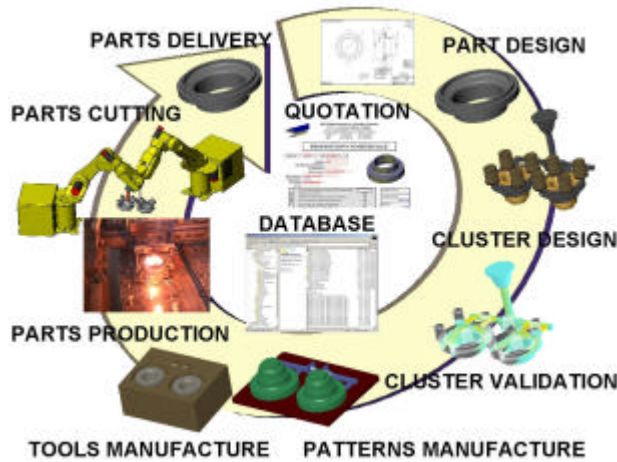 PARTS DELIVERY
PART DESIGN
PARTS CUTTING
QUOTATION
DATABASE
CLUSTER DESIGN
PARTS PRODUCTION
CLUSTER VALIDATION
TOOLS MANUFACTURE
PATTERNS MANUFACTURE